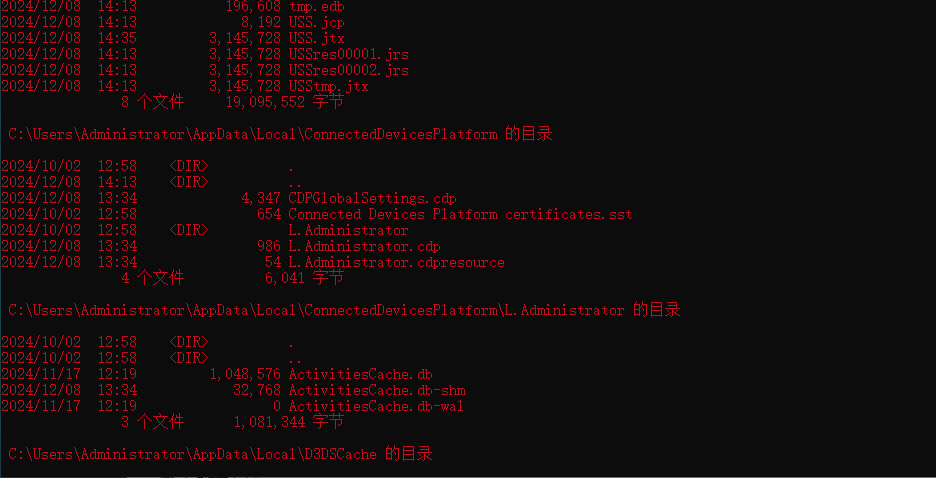 2024/12/08  14:13           196,608 tmp.edb
2024/12/08  14:13             8,192 USS.jcp
2024/12/08  14:35         3,145,728 USS.jtx
2024/12/08  14:13         3,145,728 USSres00001.jrs
2024/12/08  14:13         3,145,728 USSres00002.jrs
2024/12/08  14:13         3,145,728 USStmp.jtx
8 个文件     19,095,552 字节
C:\Users\Administrator\AppData\Local\ConnectedDevicesPlatform 的目录
2024/10/02  12:58    <DIR>          .
2024/12/08  14:13    <DIR>          ..
2024/12/08  13:34             4,347 CDPGlobalSettings.cdp
2024/10/02  12:58               654 Connected Devices Platform certificates.sst
2024/10/02  12:58    <DIR>          L.Administrator
2024/12/08  13:34               986 L.Administrator.cdp
2024/12/08  13:34                54 L.Administrator.cdpresource
4 个文件          6,041 字节
C:\Users\Administrator\AppData\Local\ConnectedDevicesPlatform\L.Administrator 的目录
2024/10/02  12:58    <DIR>          .
2024/10/02  12:58    <DIR>          ..
2024/11/17  12:19         1,048,576 ActivitiesCache.db
2024/12/08  13:34            32,768 ActivitiesCache.db-shm
2024/11/17  12:19                 0 ActivitiesCache.db-wal
3 个文件      1,081,344 字节
C:\Users\Administrator\AppData\Local\D3DSCache 的目录